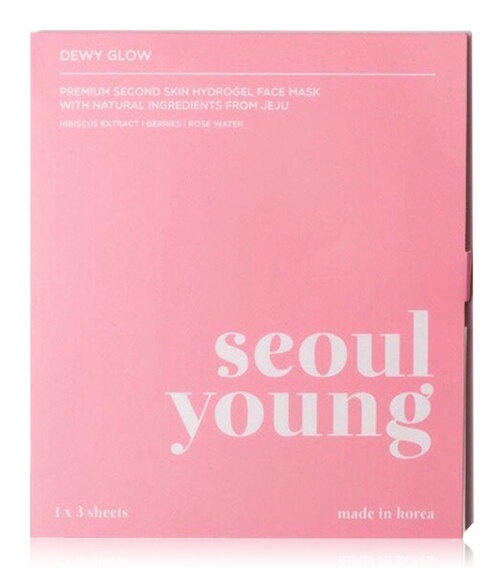 DEWY GLOW
PREMIUM SECOND SKIN HYDROGEL FACE MASK
WITH NATURAL INGREDIENTS FROM JEJU
HIBISCUS EXTRACT | BERRIES | ROSE WATER
seoul
young
1 x 3 sheets
made in korea